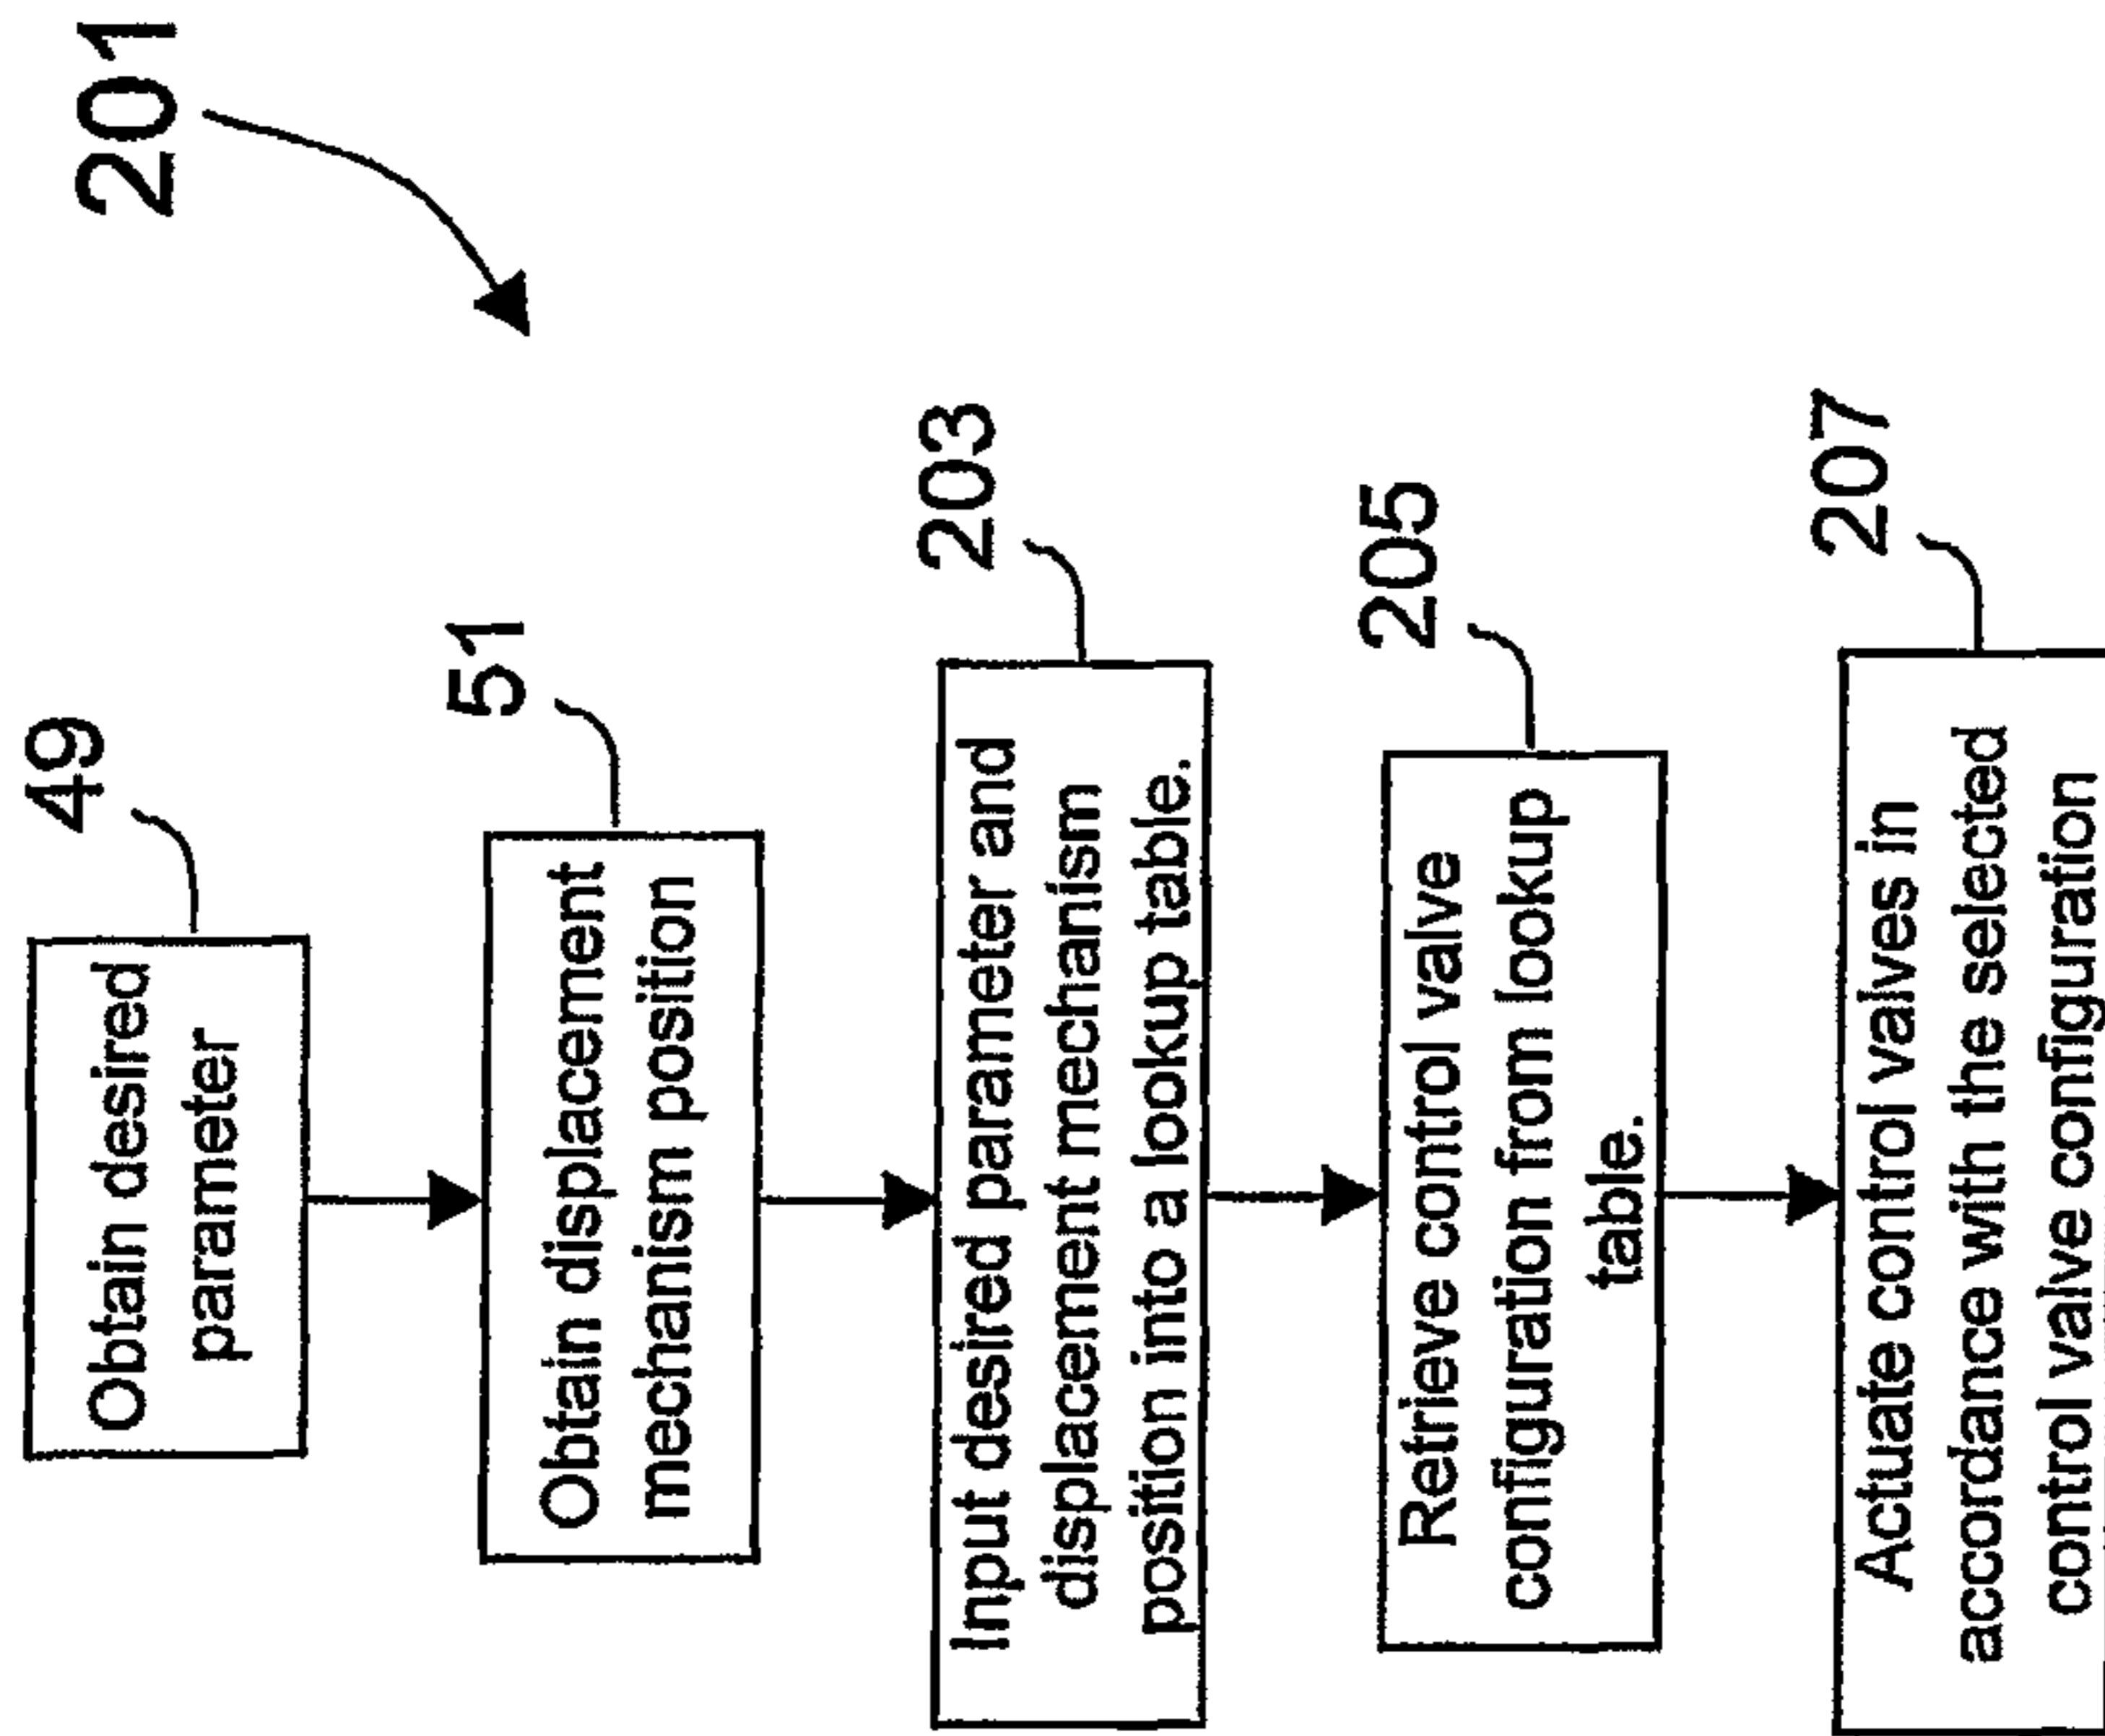 201
49
Obtain desired
parameter
51
Obtain displacement
mechanism position
203
Input desired parameter and
displacement mechanism
position into a lookup table.
205
Retrieve control valve
configuration from lookup
table.
207
Actuate control valves in
accordance with the selected
control valve configuration